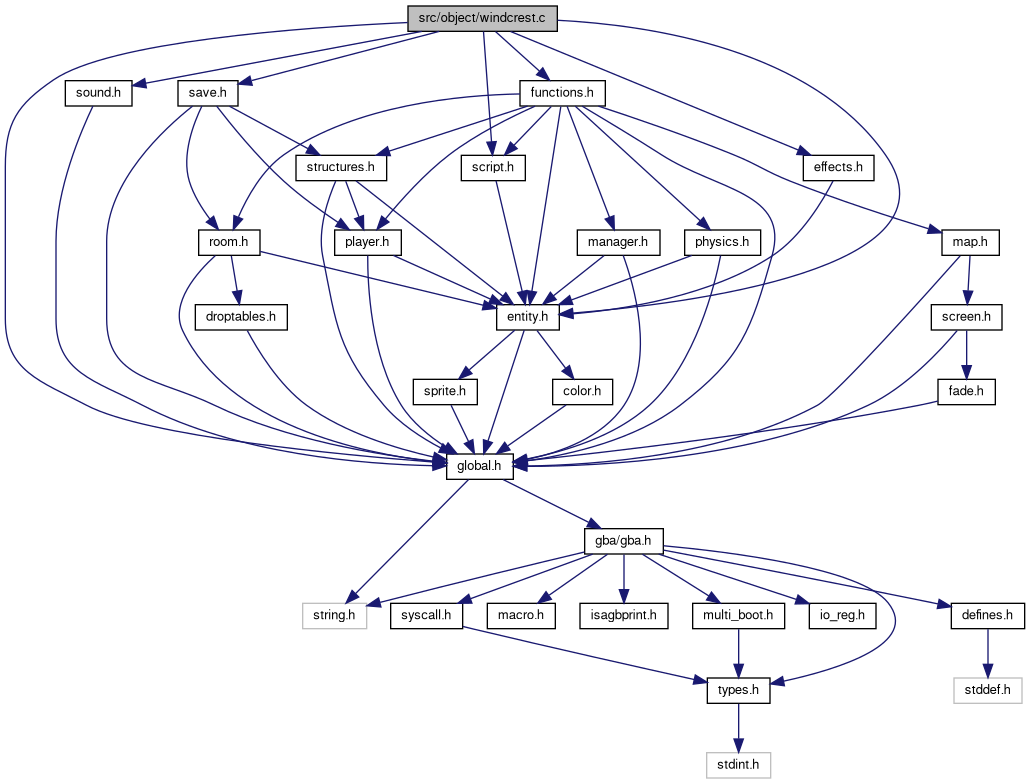 src/object/windcrest.c
sound.h
save.h
functions.h
structures.h
script.h
effects.h
room.h
player.h
manager.h
physics.h
map.h
droptables.h
entity.h
screen.h
sprite.h
color.h
fade.h
global.h
gba/gba.h
string.h
syscall.h
macro.h
isagbprint.h
multi_boot.h
io_reg.h
defines.h
types.h
stddef.h
stdint.h